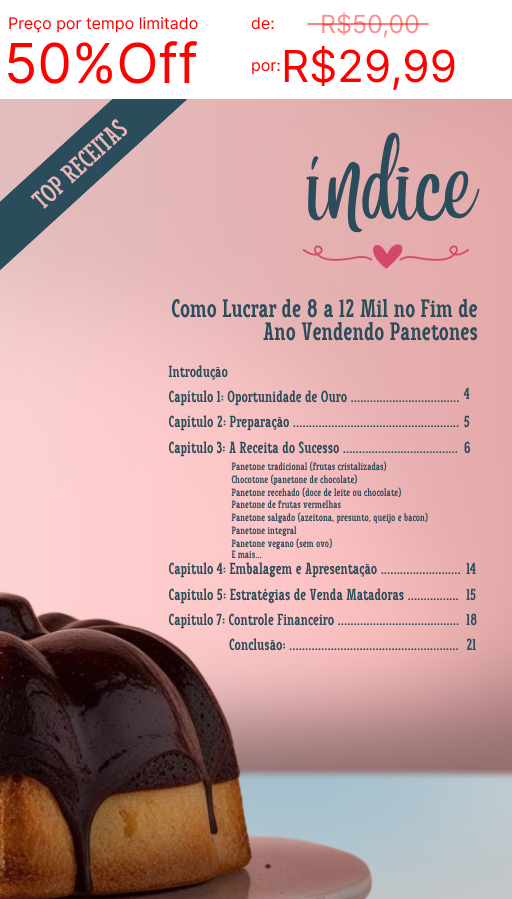 Preço por tempo limitado
50%Off
de: R$50,00
por: R$29,99
TOP RECEITAS
índice
Como Lucrar de 8 a 12 Mil no Fim de
Ano Vendendo Panetones
Introdução
Capítulo 1: Oportunidade de Ouro .................................. 4
Capítulo 2: Preparação .................................................... 5
Capítulo 3: A Receita do Sucesso .................................... 6
Panetone tradicional (frutas cristalizadas)
Chocotone (panetone de chocolate)
Panetone recehado (doce de leite ou chocolate)
Panetone de frutas vermelhas
Panetone salgado (azeitona, presunto, queijo e bacon)
Panetone integral
Panetone vegano (sem ovo)
E mais...
Capítulo 4: Embalagem e Apresentação ......................... 14
Capítulo 5: Estratégias de Venda Matadoras ................ 15
Capítulo 7: Controle Financeiro ...................................... 18
Conclusão: ..................................................... 21